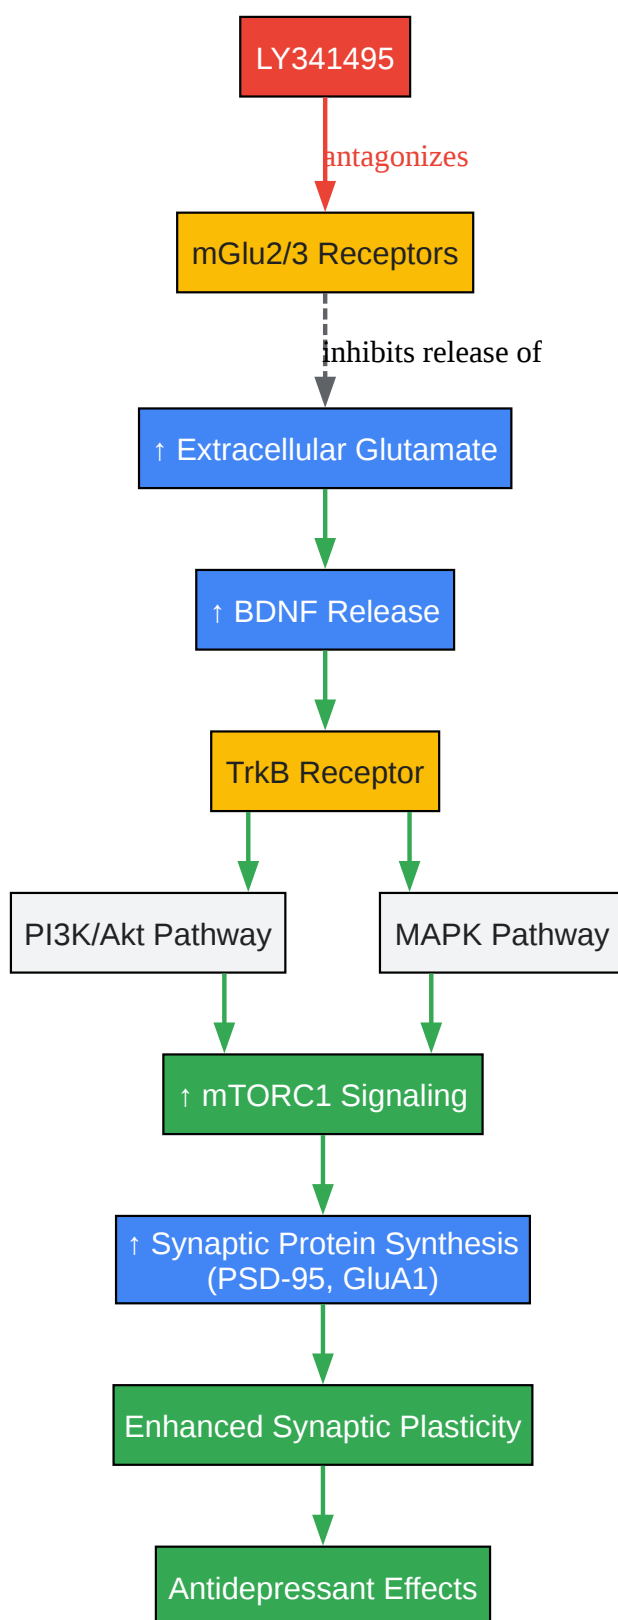 LY341495
antagonizes
mGlu2/3 Receptors
inhibits release of
↑ Extracellular Glutamate
↑ BDNF Release
TrkB Receptor
PI3K/Akt Pathway
MAPK Pathway
↑ mTORC1 Signaling
↑ Synaptic Protein Synthesis
(PSD-95, GluA1)
Enhanced Synaptic Plasticity
Antidepressant Effects